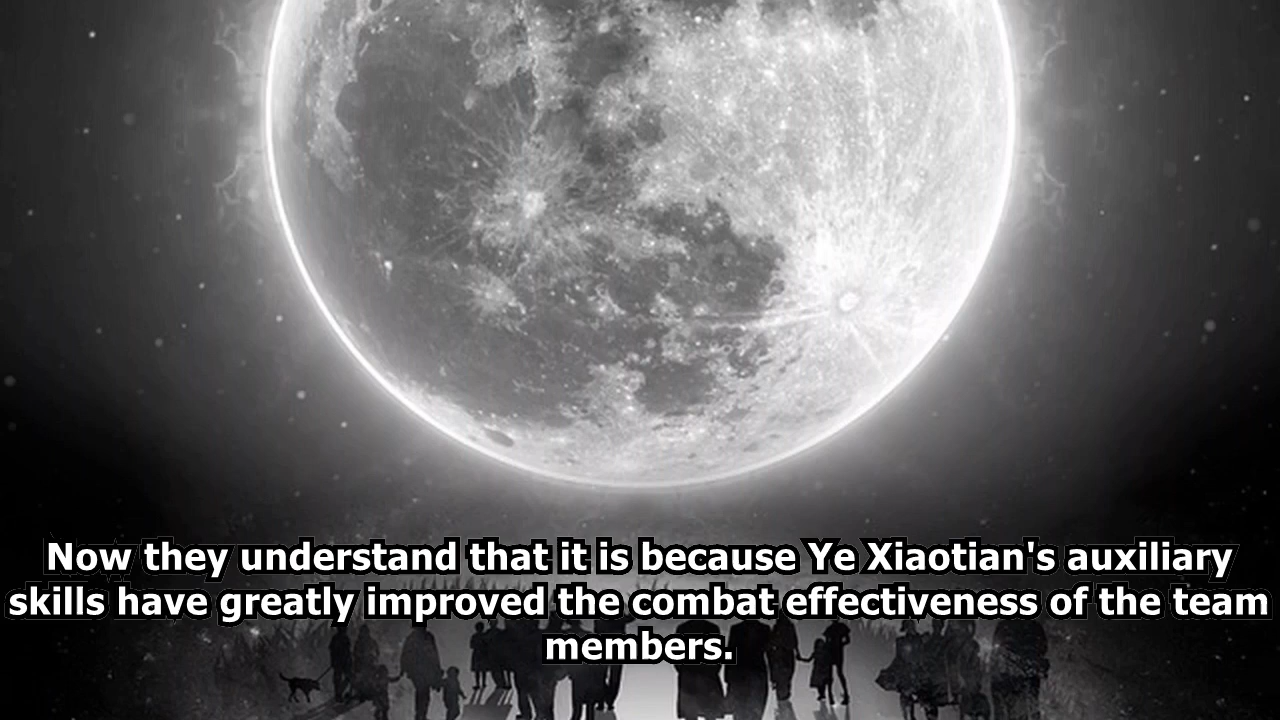 Now they understand that it is because Ye Xiaotian's auxiliary
skills have greatly improved the combat effectiveness of the team
members.